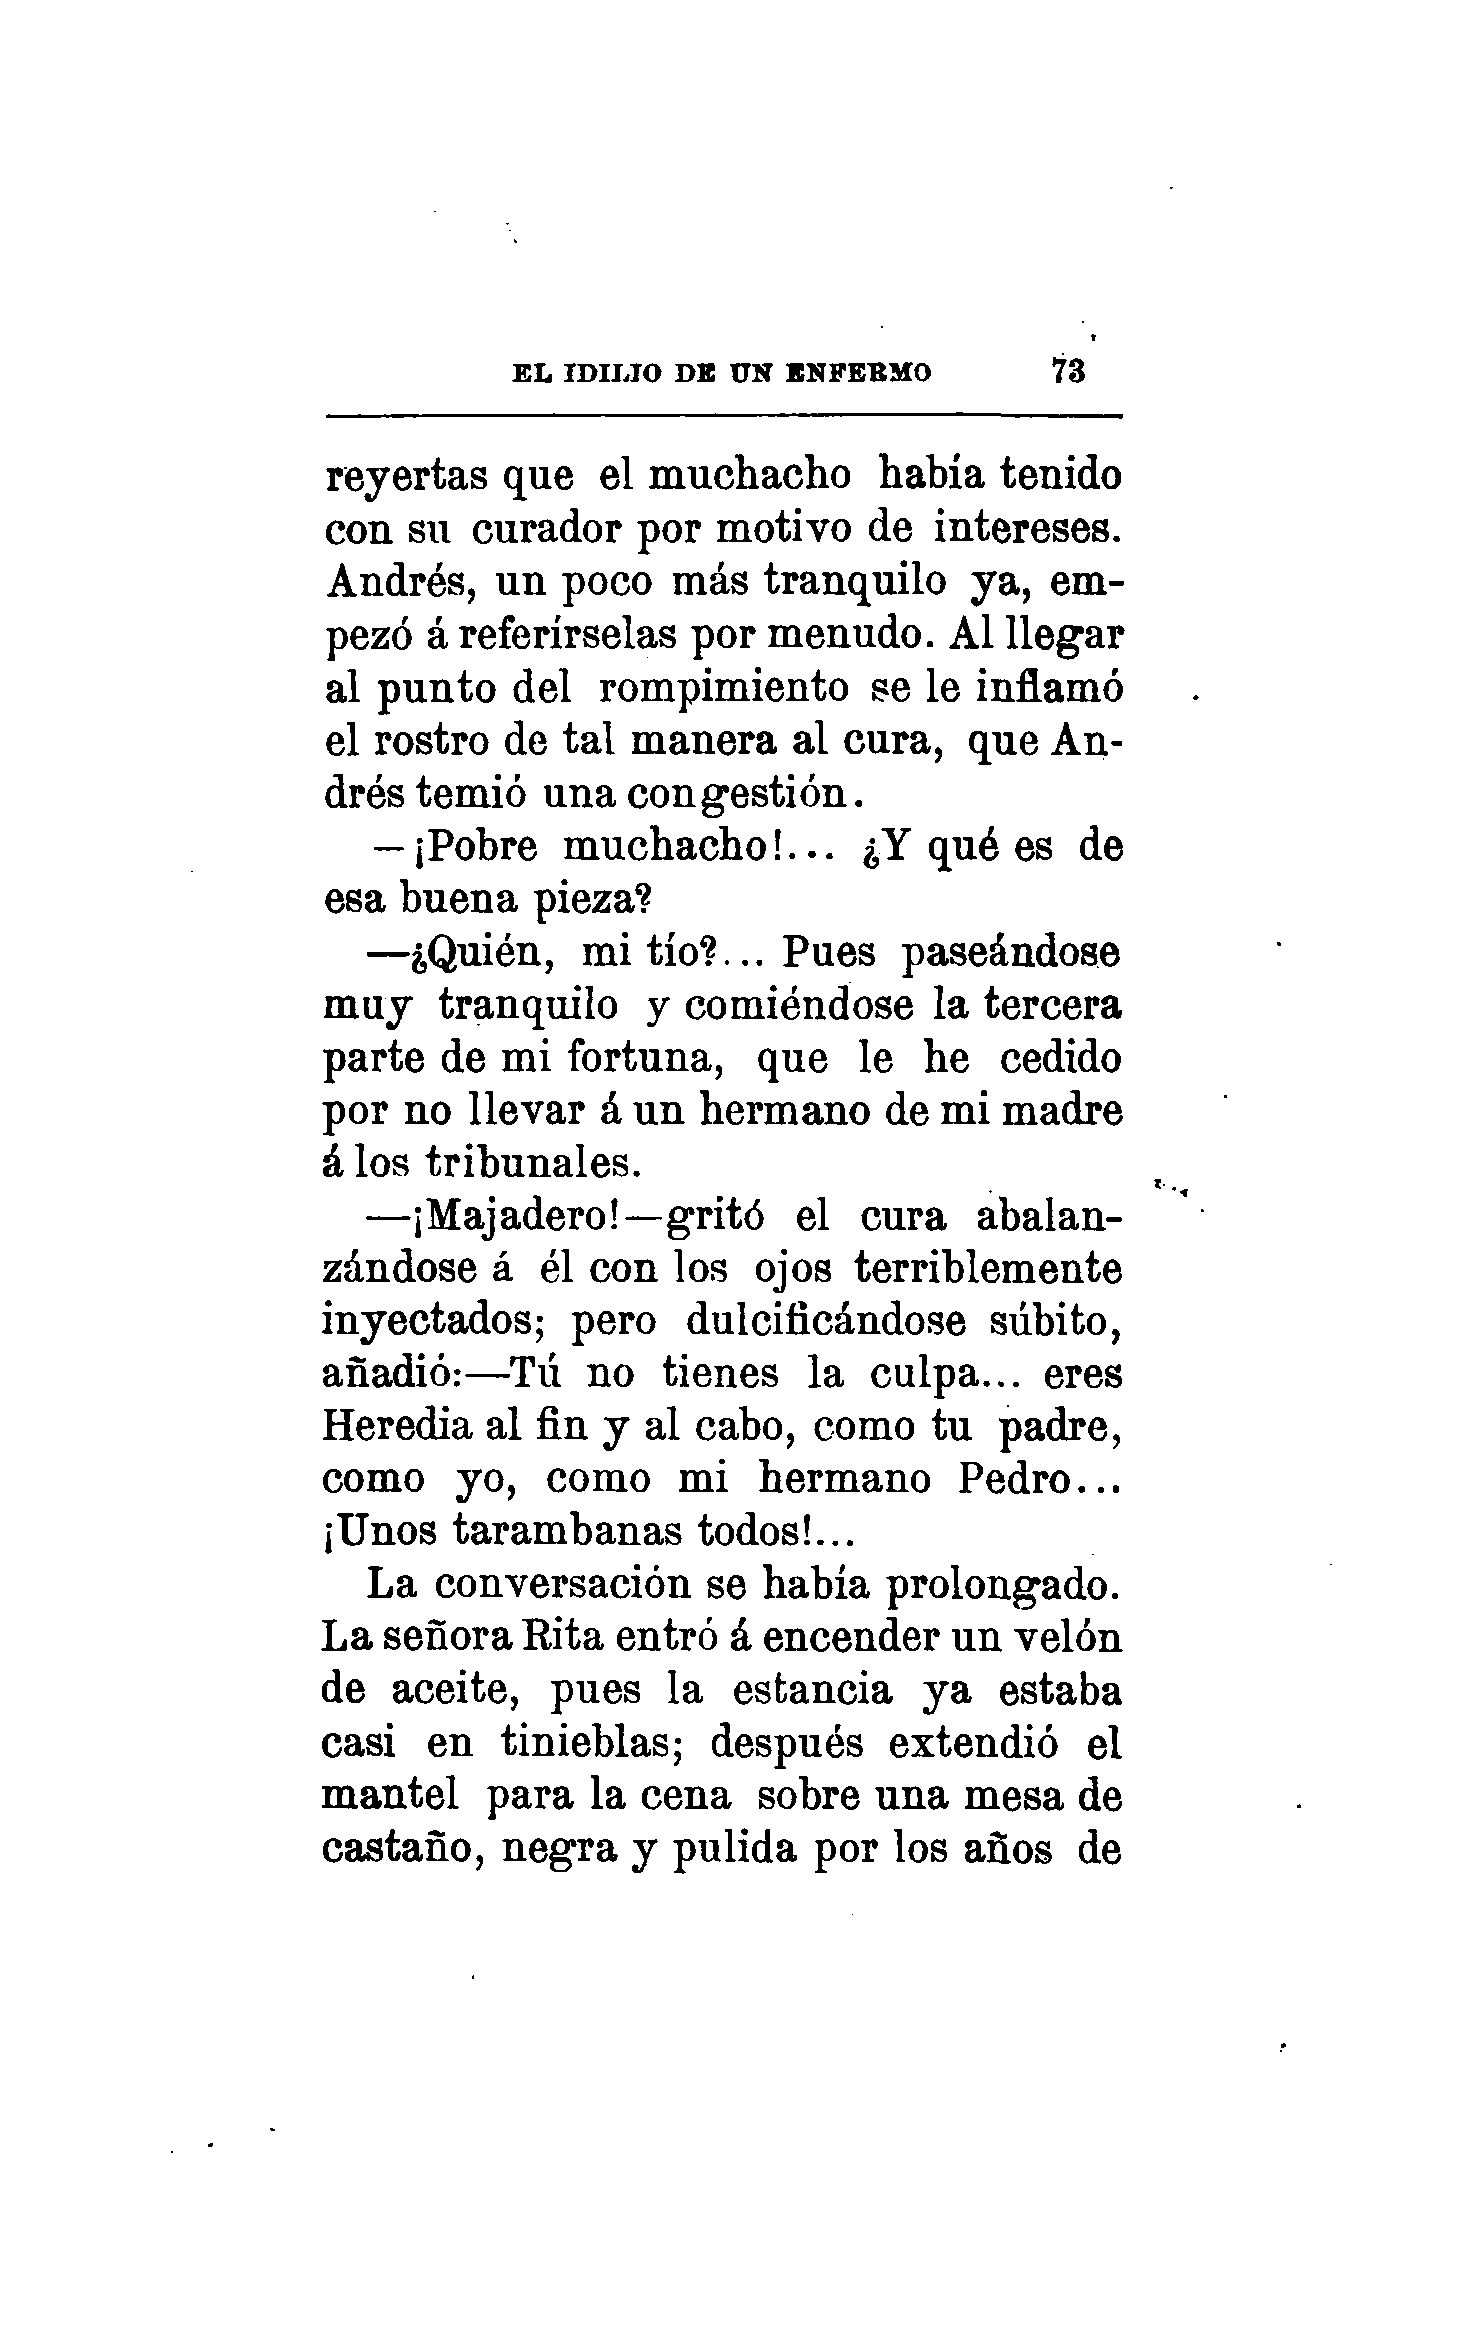 EL IDILIO DE UN ENFERMO 73
reyertas que el muchacho había tenido
con su curador por motivo de intereses.
Andrés, un poco más tranquilo ya, em-
pezó á referírselas por menudo. Al llegar
al punto del rompimiento se le inflamó
el rostro de tal manera al cura, que An-
drés temió una congestión.
—¡Pobre muchacho!... ¿Y qué es de
esa buena pieza?
—¿Quién, mi tío?... Pues paseándose
muy tranquilo y comiéndose la tercera
parte de mi fortuna, que le he cedido
por no llevar á un hermano de mi madre
á los tribunales.
—¡Majadero!—gritó el cura abalan-
zándose á él con los ojos terriblemente
inyectados; pero dulcificándose súbito,
añadió:—Tú no tienes la culpa... eres
Heredia al fin y al cabo, como tu padre,
como yo, como mi hermano Pedro...
¡Unos tarambanas todos!...
La conversación se había prolongado.
La señora Rita entró á encender un velón
de aceite, pues la estancia ya estaba
casi en tinieblas; después extendió el
mantel para la cena sobre una mesa de
castaño, negra y pulida por los años de